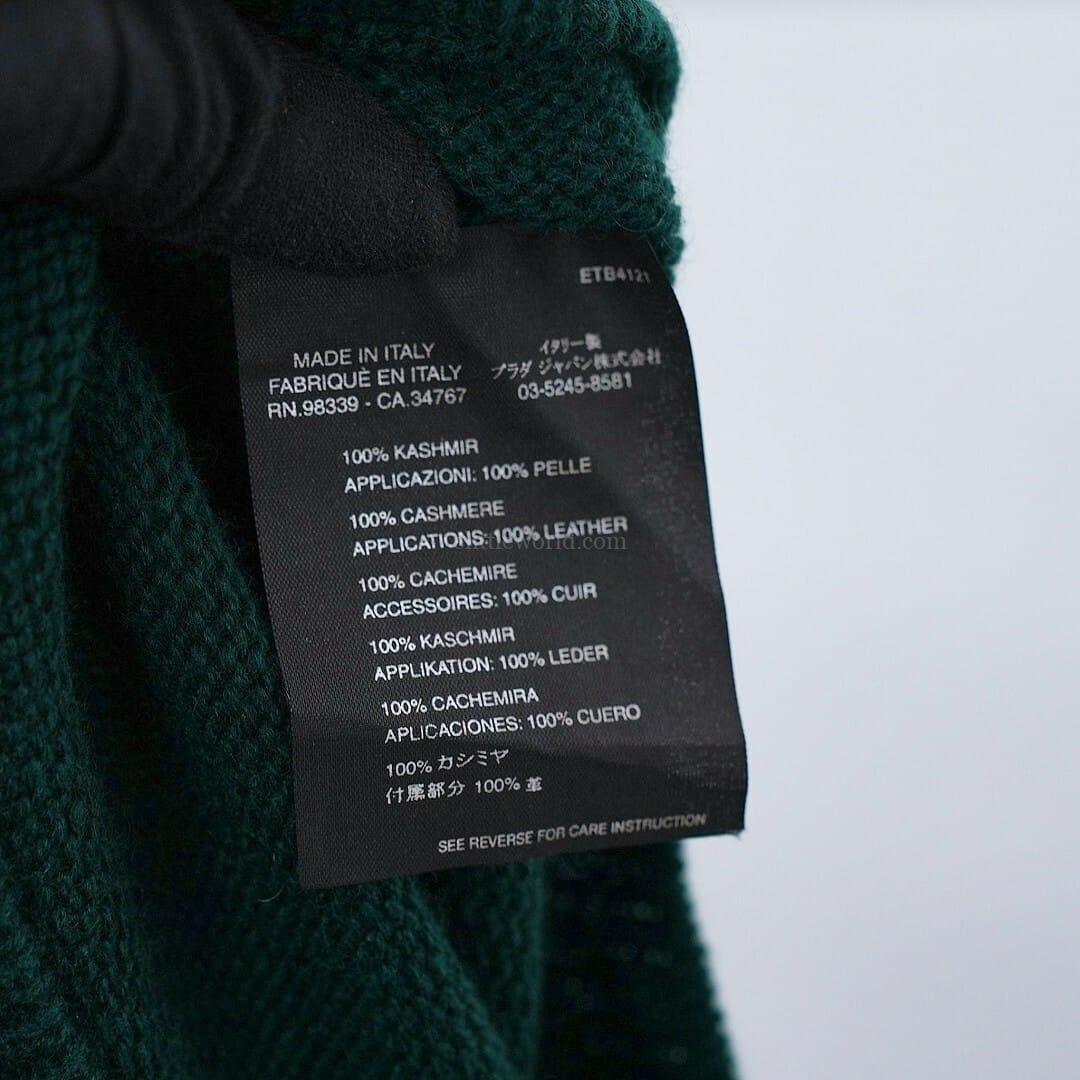 ETB4121
MADE IN ITALY
FABRIQUÈ EN ITALY
RN.98339 - CA.34767
イタリー製
プラダ ジャパン株式会社
03-5245-8581
100% KASHMIR
APPLICAZIONI: 100% PELLE
100% CASHMERE
APPLICATIONS: 100% LEATHER
100% CACHEMIRE
ACCESSOIRES: 100% CUIR
100% KASCHMIR
APPLIKATION: 100% LEDER
100% CACHEMIRA
APLICACIONES: 100% CUERO
100% カシミヤ
付属部分 100% 革
SEE REVERSE FOR CARE INSTRUCTION